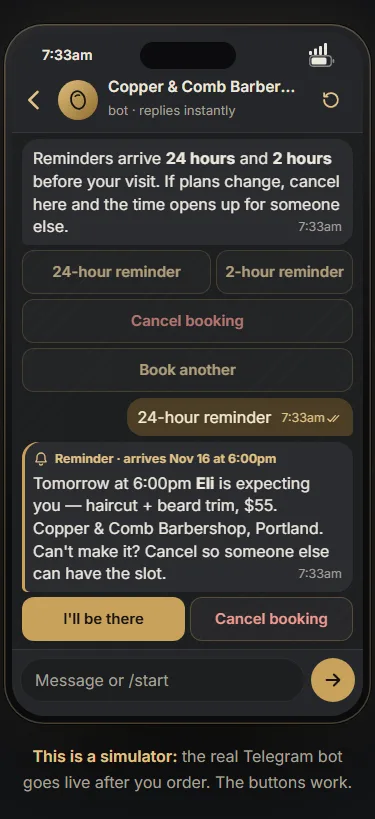 7:33am
Copper & Comb Barber...
bot · replies instantly
Reminders arrive 24 hours and 2 hours
before your visit. If plans change, cancel
here and the time opens up for someone
else.
7:33am
24-hour reminder
2-hour reminder
Cancel booking
Book another
24-hour reminder 7:33am
Reminder · arrives Nov 16 at 6:00pm
Tomorrow at 6:00pm Eli is expecting
you — haircut + beard trim, $55.
Copper & Comb Barbershop, Portland.
Can't make it? Cancel so someone else
can have the slot.
7:33am
I'll be there
Cancel booking
Message or /start
This is a simulator: the real Telegram bot
goes live after you order. The buttons work.